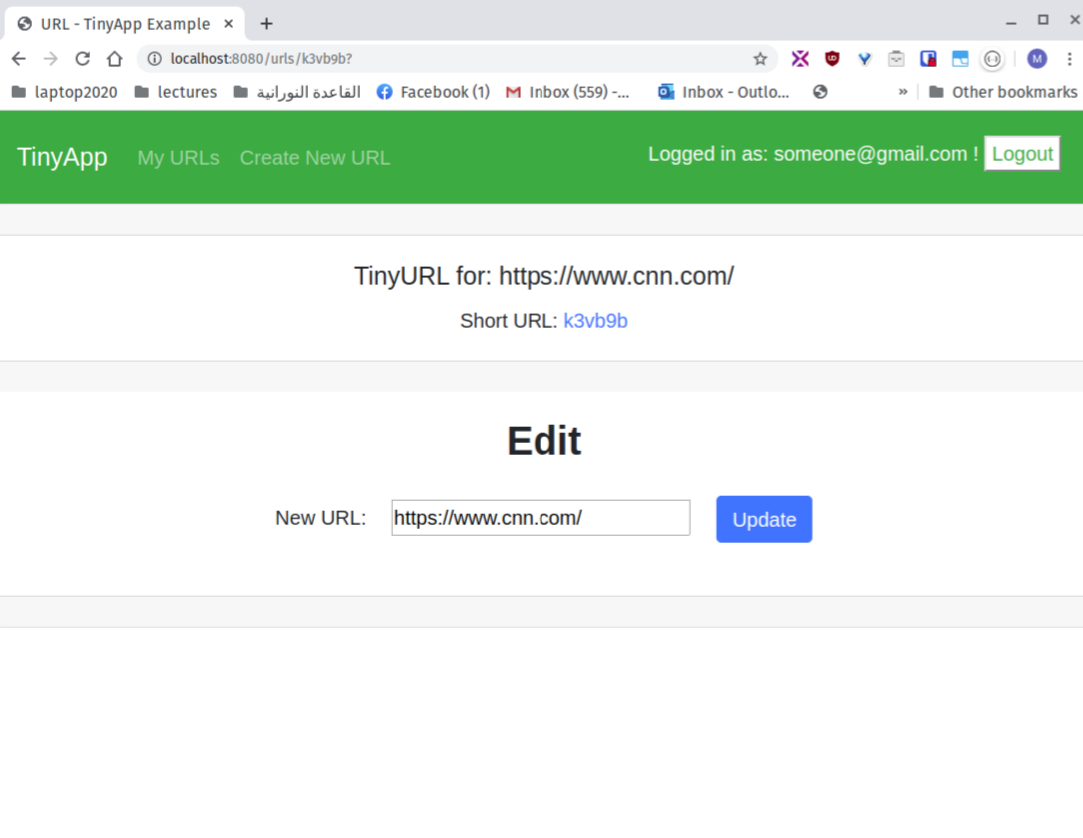 URL - TinyApp Example × +
localhost:8080/urls/k3vb9b?
M
laptop2020 lectures القاعدة النورانية Facebook (1) Inbox (559) -... Inbox - Outlo... » Other bookmarks
TinyApp My URLs Create New URL Logged in as: someone@gmail.com ! Logout
TinyURL for: https://www.cnn.com/
Short URL: k3vb9b
Edit
New URL: https://www.cnn.com/ Update